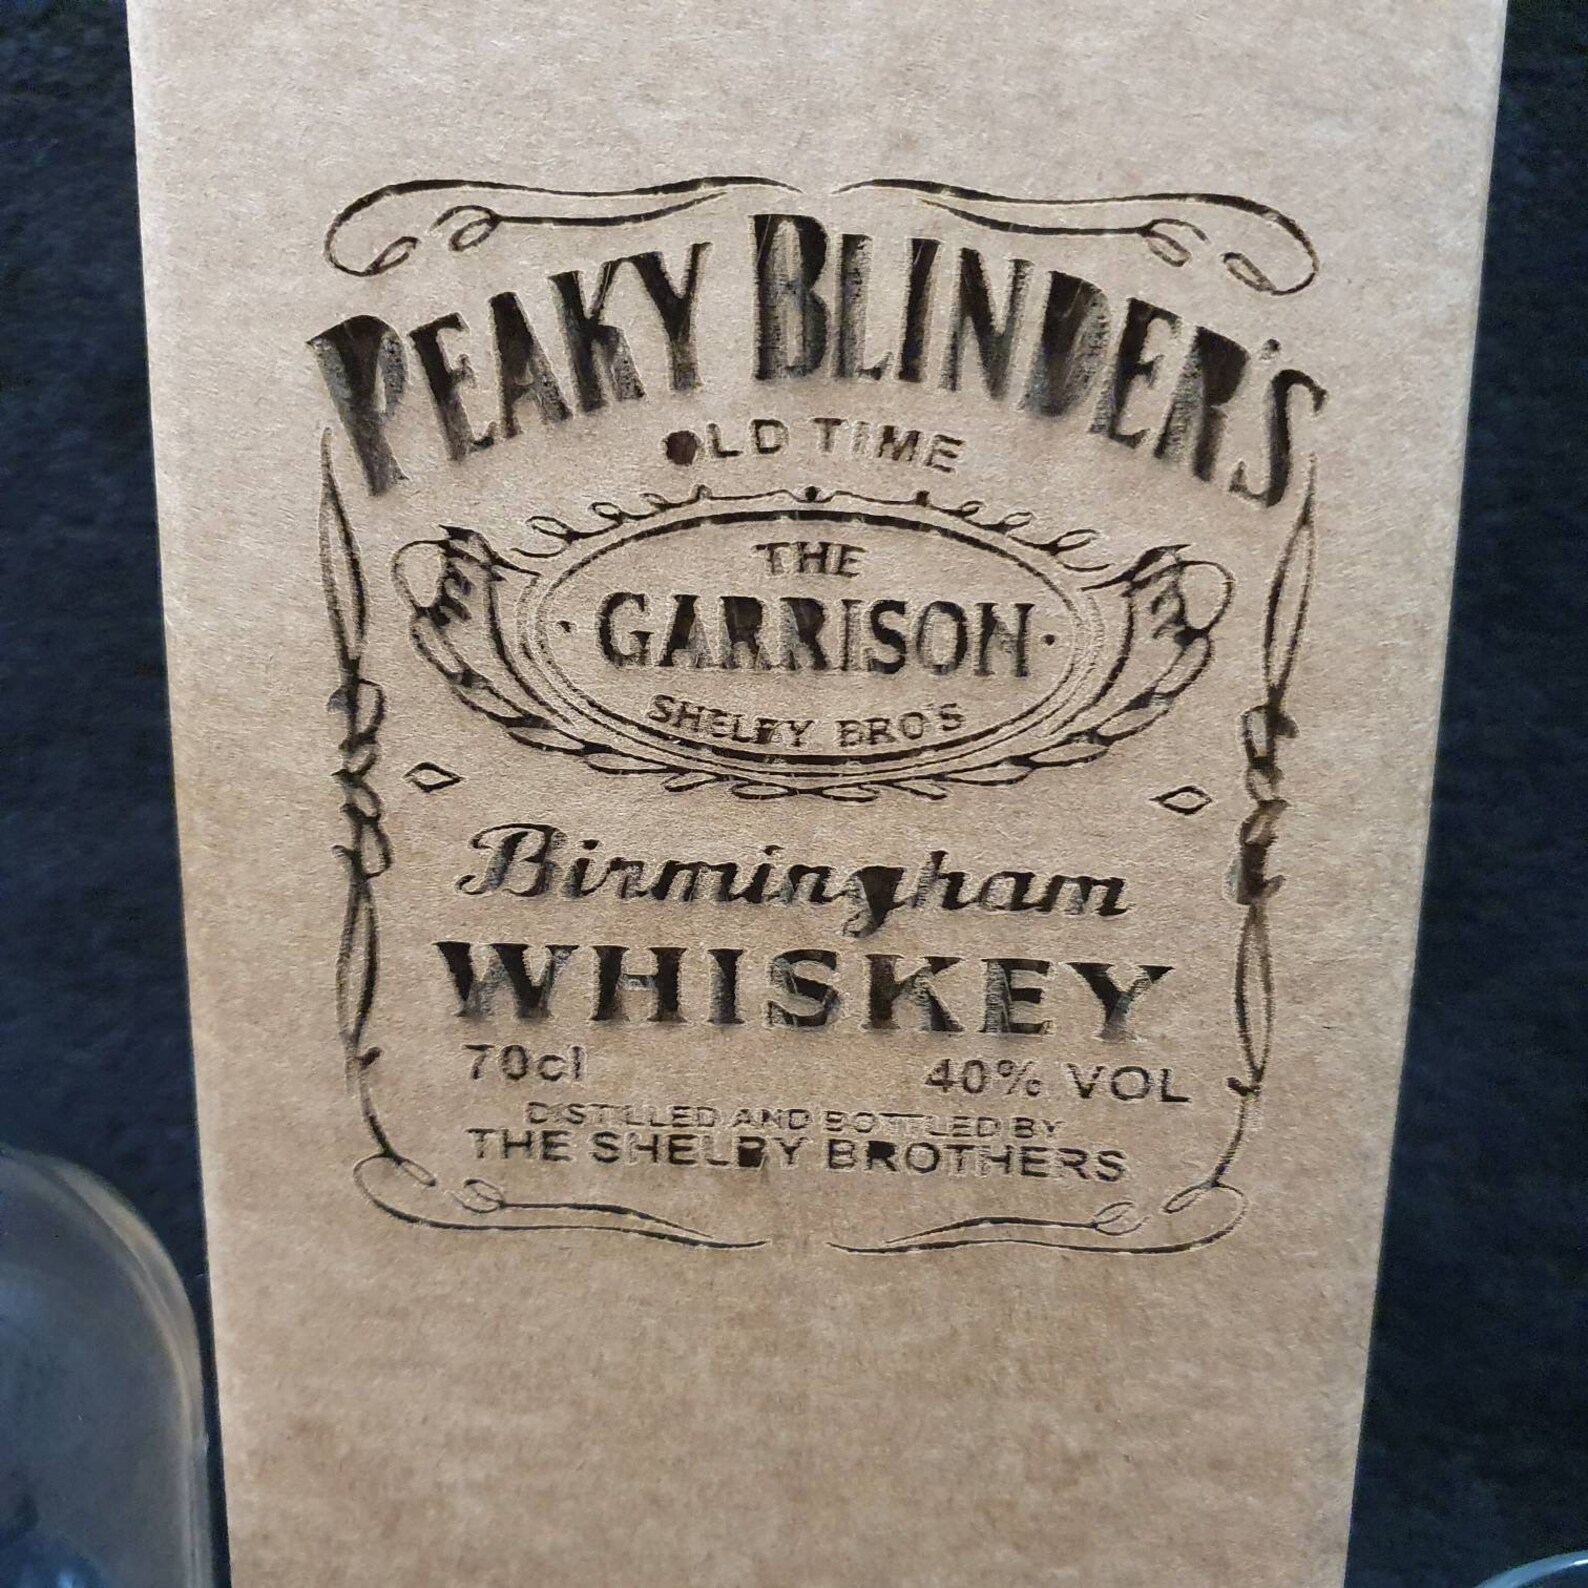 PEAKY BLINDER'S
OLD TIME
THE
· GARRISON ·
SHELBY BRO'S
Birmingham
WHISKEY
70cl 40% VOL
DISTILLED AND BOTTLED BY
THE SHELBY BROTHERS